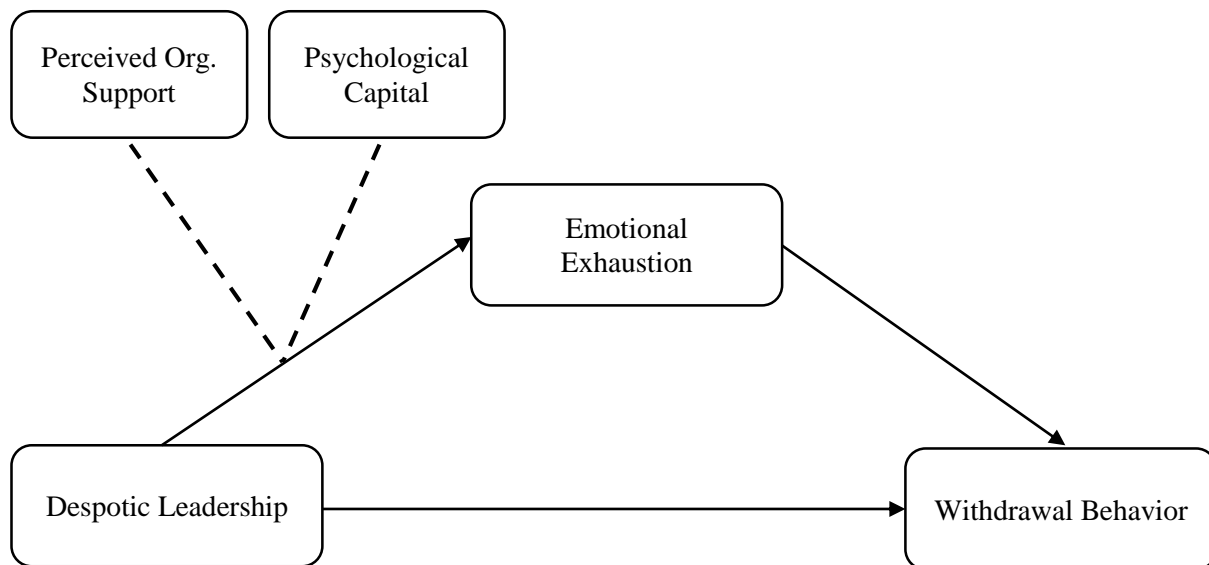 Perceived Org.
Support
Psychological
Capital
Emotional
Exhaustion
Despotic Leadership
Withdrawal Behavior